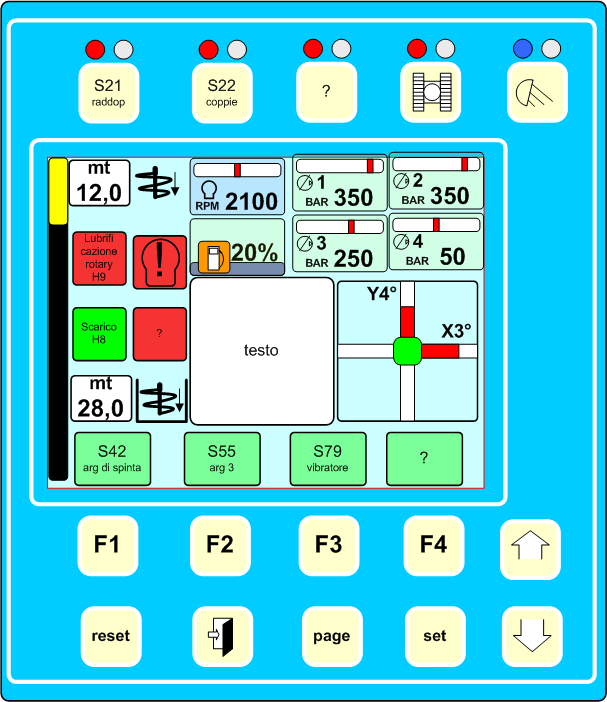 S21
raddop
S22
coppie
?
mt
12,0
RPM 2100
1
BAR 350
2
BAR 350
Lubrifi
cazione
rotary
H9
20%
3
BAR 250
4
BAR 50
Scarico
H8
?
testo
Y4°
X3°
mt
28,0
S42
arg di spinta
S55
arg 3
S79
vibratore
?
F1
F2
F3
F4
reset
page
set